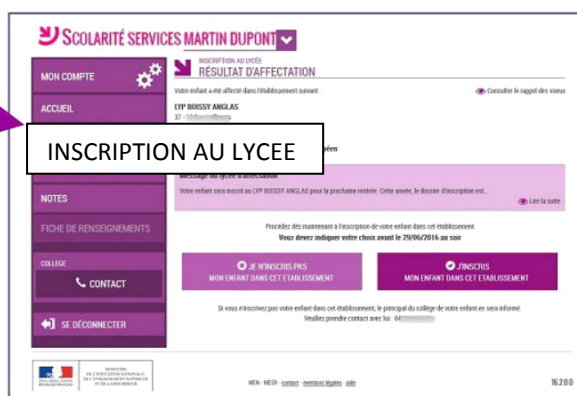 SCOLARITÉ SERVICES MARTIN DUPONT
MON COMPTE
ACCUEIL
NOTES
FICHE DE RENSEIGNEMENTS
COLLEGE
CONTACT
SE DÉCONNECTER
INSCRIPTION AU LYCEE
INSCRIPTION AU LYCÉE
RÉSULTAT D'AFFECTATION
Votre enfant a été affecté dans l'établissement suivant
Consulter le rappel des voeux
LYP BOISSY ANGLAS
37 -
Message du lycée d'affectation
Votre enfant sera inscrit au LYP BOISSY ANGLAS pour la prochaine rentrée. Cette année, le dossier d'inscription est...
Lire la suite
Procédez dès maintenant à l'inscription de votre enfant dans cet établissement
Vous devez indiquer votre choix avant le 29/06/2016 au soir
JE N'INSCRIS PAS
MON ENFANT DANS CET ETABLISSEMENT
J'INSCRIS
MON ENFANT DANS CET ETABLISSEMENT
Si vous n'inscrivez pas votre enfant dans cet établissement, le principal du collège de votre enfant en sera informé.
Veuillez prendre contact avec lui : 04
MEN - MESR - contact - mentions légales - aide
16.2.0.0